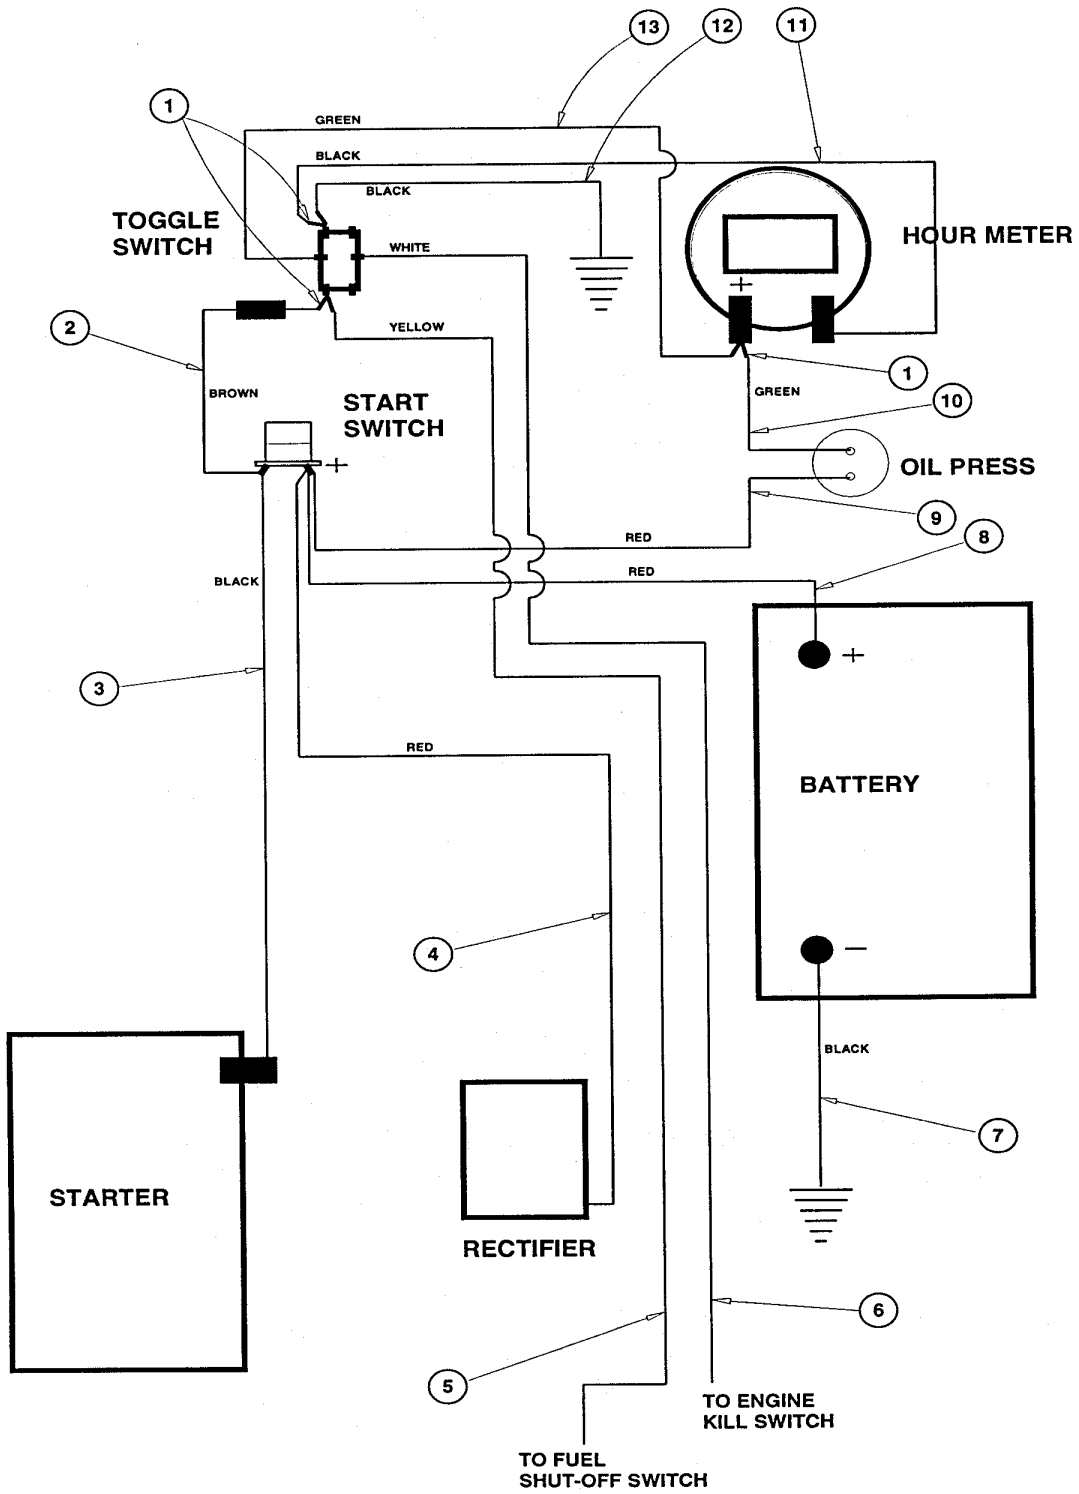 13
12
11
1
GREEN
BLACK
BLACK
TOGGLE
SWITCH
WHITE
HOUR METER
+
2
YELLOW
1
BROWN
GREEN
START
SWITCH
10
+
OIL PRESS
9
RED
8
BLACK
RED
+
3
RED
BATTERY
4
−
BLACK
7
STARTER
RECTIFIER
6
5
TO ENGINE
KILL SWITCH
TO FUEL
SHUT-OFF SWITCH